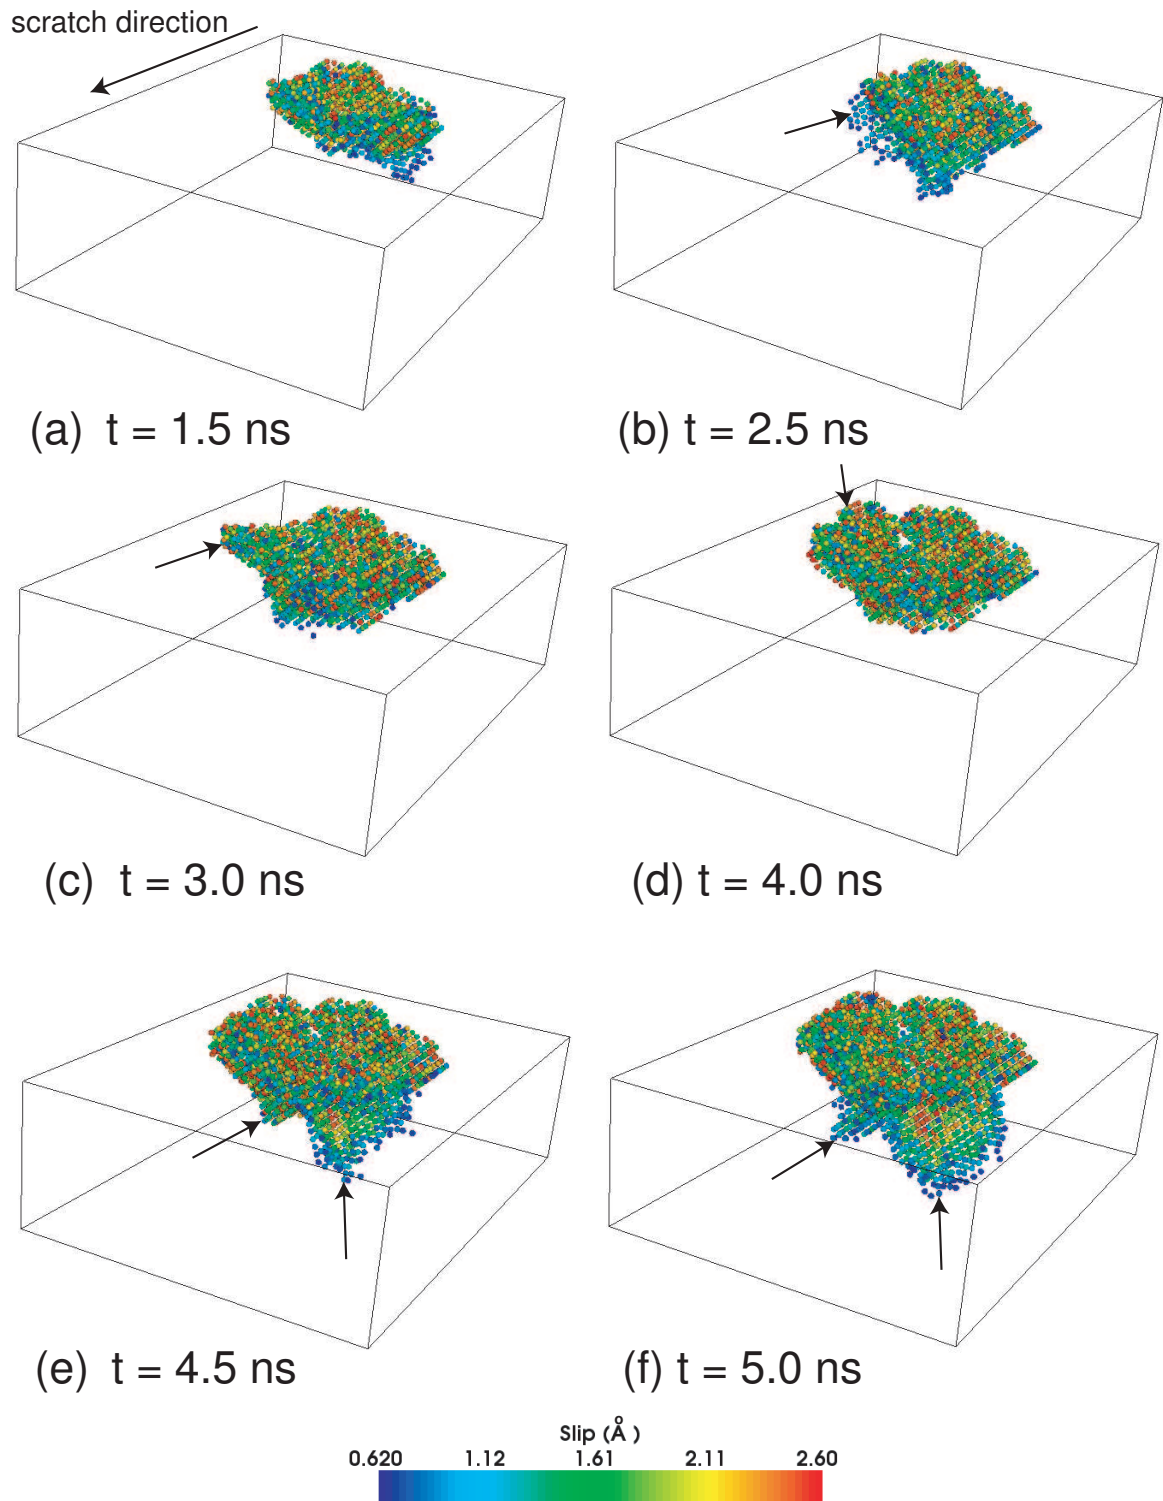 scratch direction
(a) t = 1.5 ns
(b) t = 2.5 ns
(c) t = 3.0 ns
(d) t = 4.0 ns
(e) t = 4.5 ns
(f) t = 5.0 ns
Slip (Å)
0.620 1.12 1.61 2.11 2.60